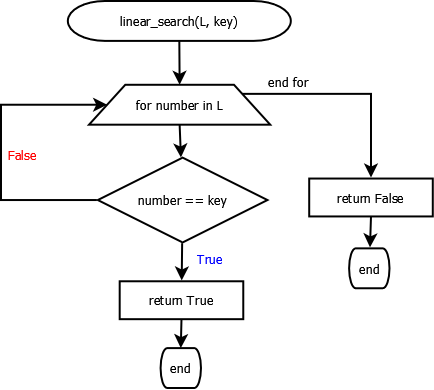 linear_search(L, key)
end for
for number in L
False
number == key
return False
True
end
return True
end